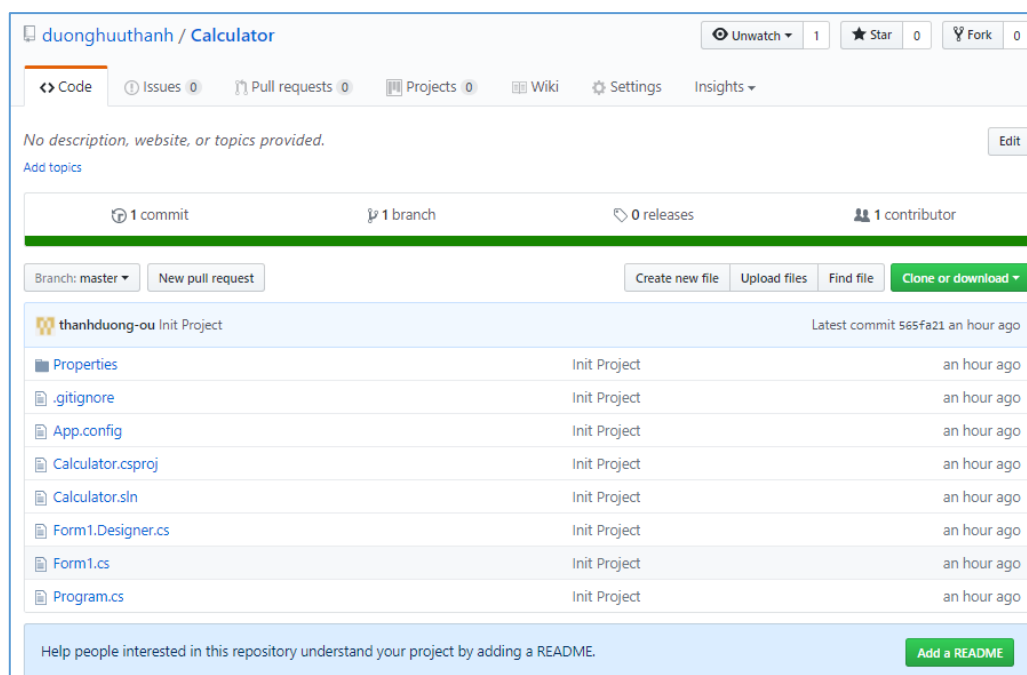 duonghuuthanh / Calculator
Unwatch 1 Star 0 Fork 0
Code Issues 0 Pull requests 0 Projects 0 Wiki Settings Insights
No description, website, or topics provided. Edit
Add topics
1 commit 1 branch 0 releases 1 contributor
Branch: master New pull request Create new file Upload files Find file Clone or download
thanhduong-ou Init Project Latest commit 565fa21 an hour ago
Properties Init Project an hour ago
.gitignore Init Project an hour ago
App.config Init Project an hour ago
Calculator.csproj Init Project an hour ago
Calculator.sln Init Project an hour ago
Form1.Designer.cs Init Project an hour ago
Form1.cs Init Project an hour ago
Program.cs Init Project an hour ago
Help people interested in this repository understand your project by adding a README. Add a README